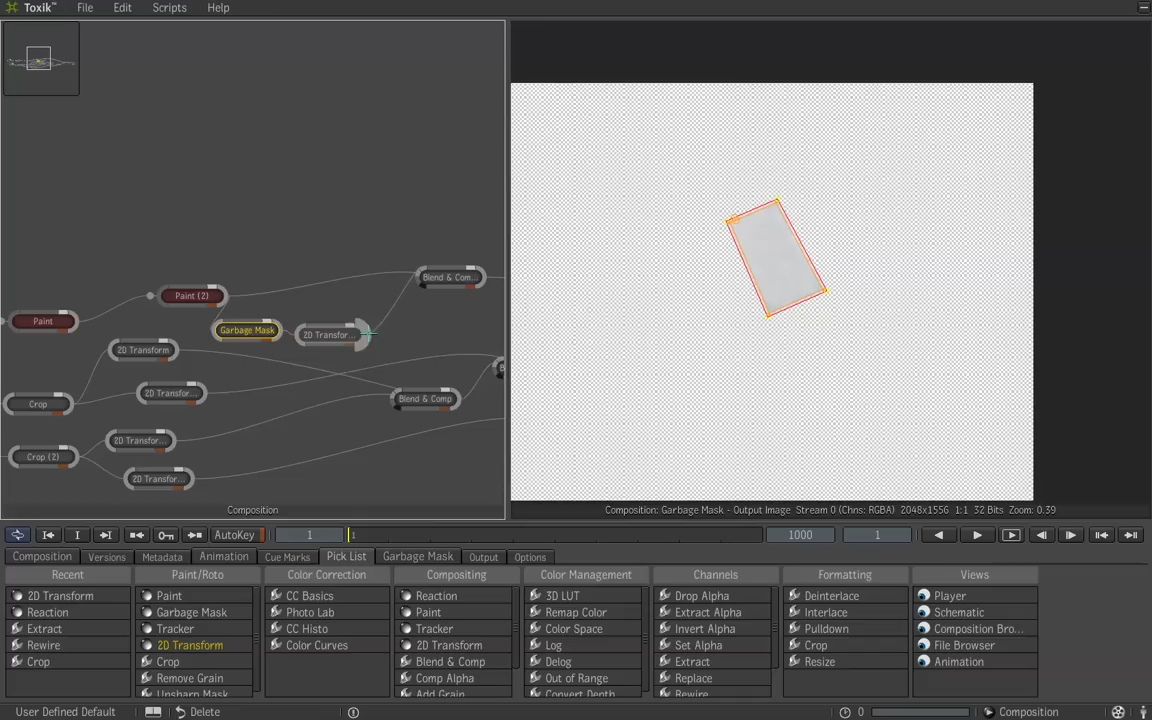 Toxik™ File Edit Scripts Help
Blend & Com...
Paint (2)
Paint
Garbage Mask
2D Transfor...
2D Transform
2D Transfor...
Blend & Comp
Crop
2D Transfor...
Crop (2)
2D Transfor...
Composition
Composition: Garbage Mask - Output Image Stream 0 (Chns: RGBA) 2048x1556 1:1 32 Bits Zoom: 0.39
AutoKey 1 1 1000 1
Composition Versions Metadata Animation Cue Marks Pick List Garbage Mask Output Options
Recent Paint/Roto Color Correction Compositing Color Management Channels Formatting Views
2D Transform Paint CC Basics Reaction 3D LUT Drop Alpha Deinterlace Player
Reaction Garbage Mask Photo Lab Paint Remap Color Extract Alpha Interlace Schematic
Extract Tracker CC Histo Tracker Color Space Invert Alpha Pulldown Composition Bro...
Rewire 2D Transform Color Curves 2D Transform Log Set Alpha Crop File Browser
Crop Crop Blend & Comp Delog Extract Resize Animation
Remove Grain Comp Alpha Out of Range Replace
Unsharp Mask Add Grain Convert Depth Rewire
User Defined Default Delete 0 Composition